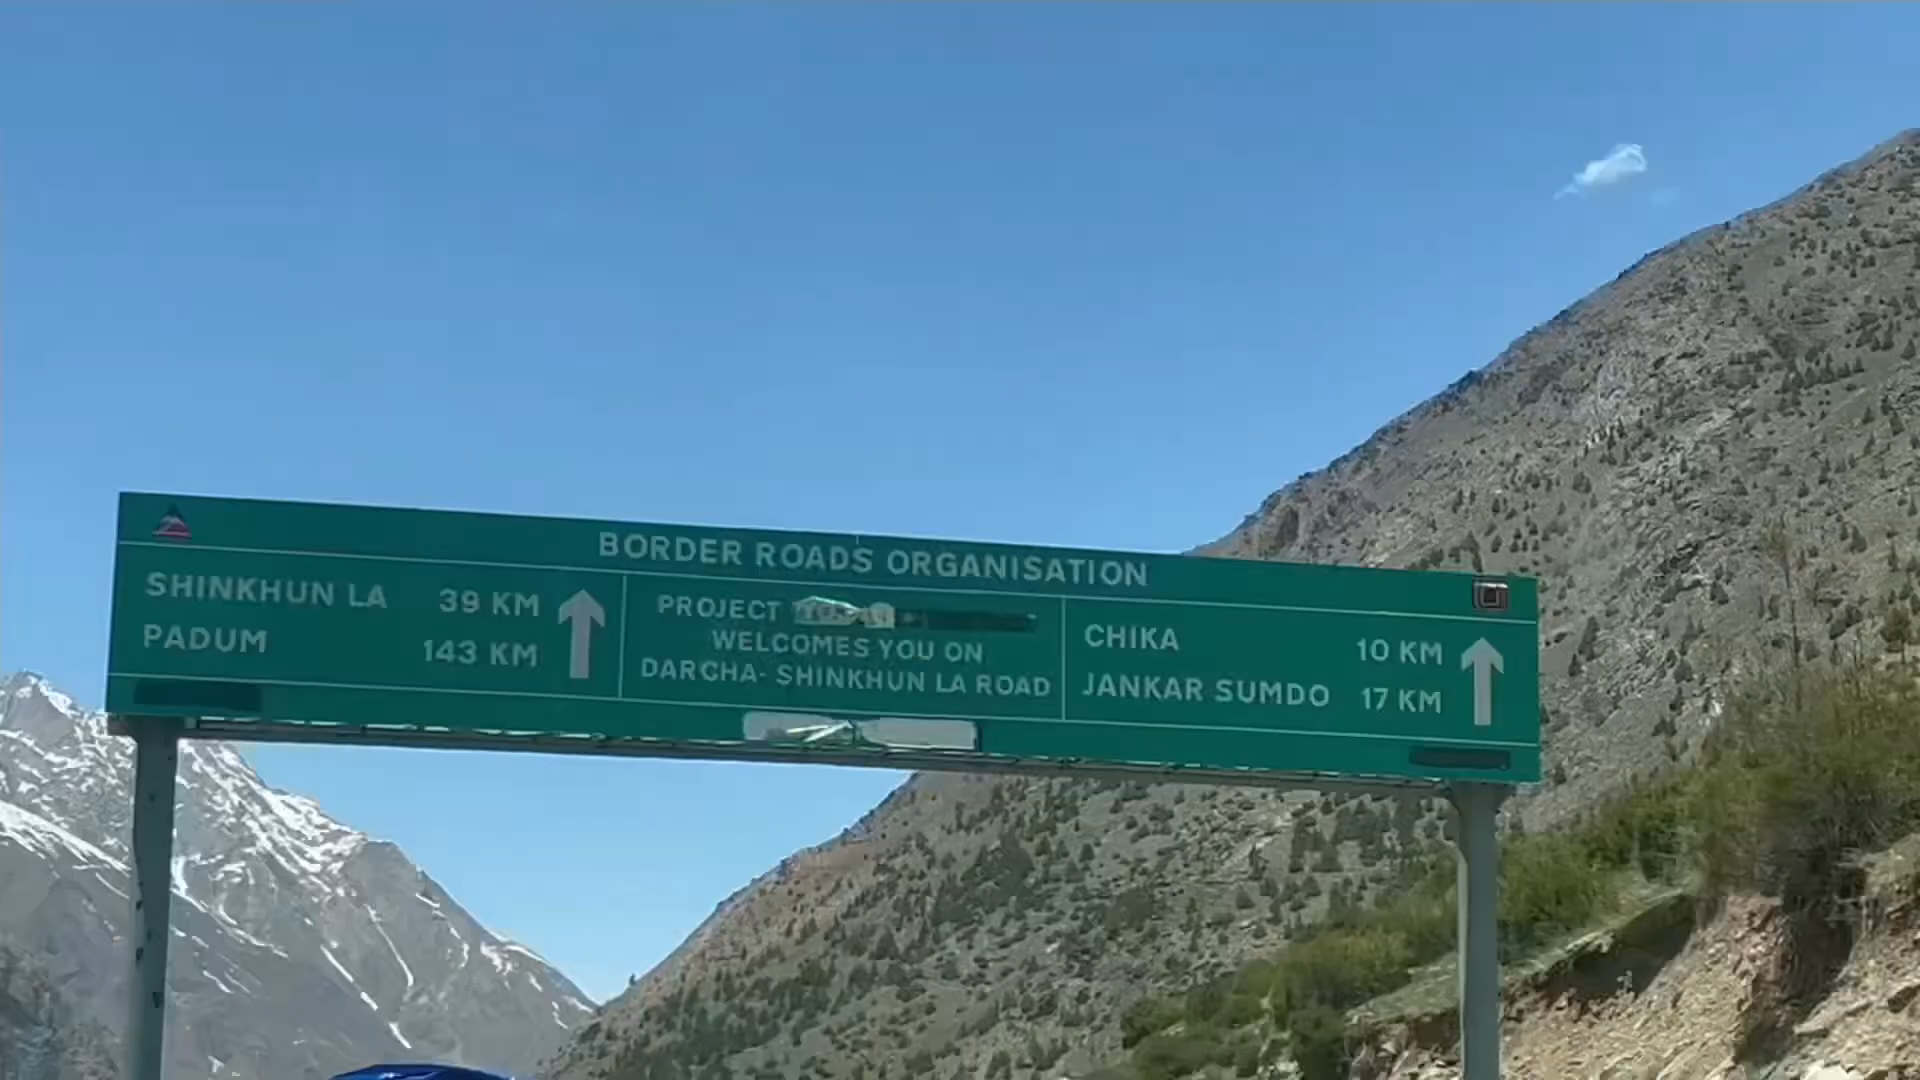 BORDER ROADS ORGANISATION
SHINKHUN LA 39 KM
PADUM 143 KM
PROJECT
WELCOMES YOU ON
DARCHA- SHINKHUN LA ROAD
CHIKA 10 KM
JANKAR SUMDO 17 KM